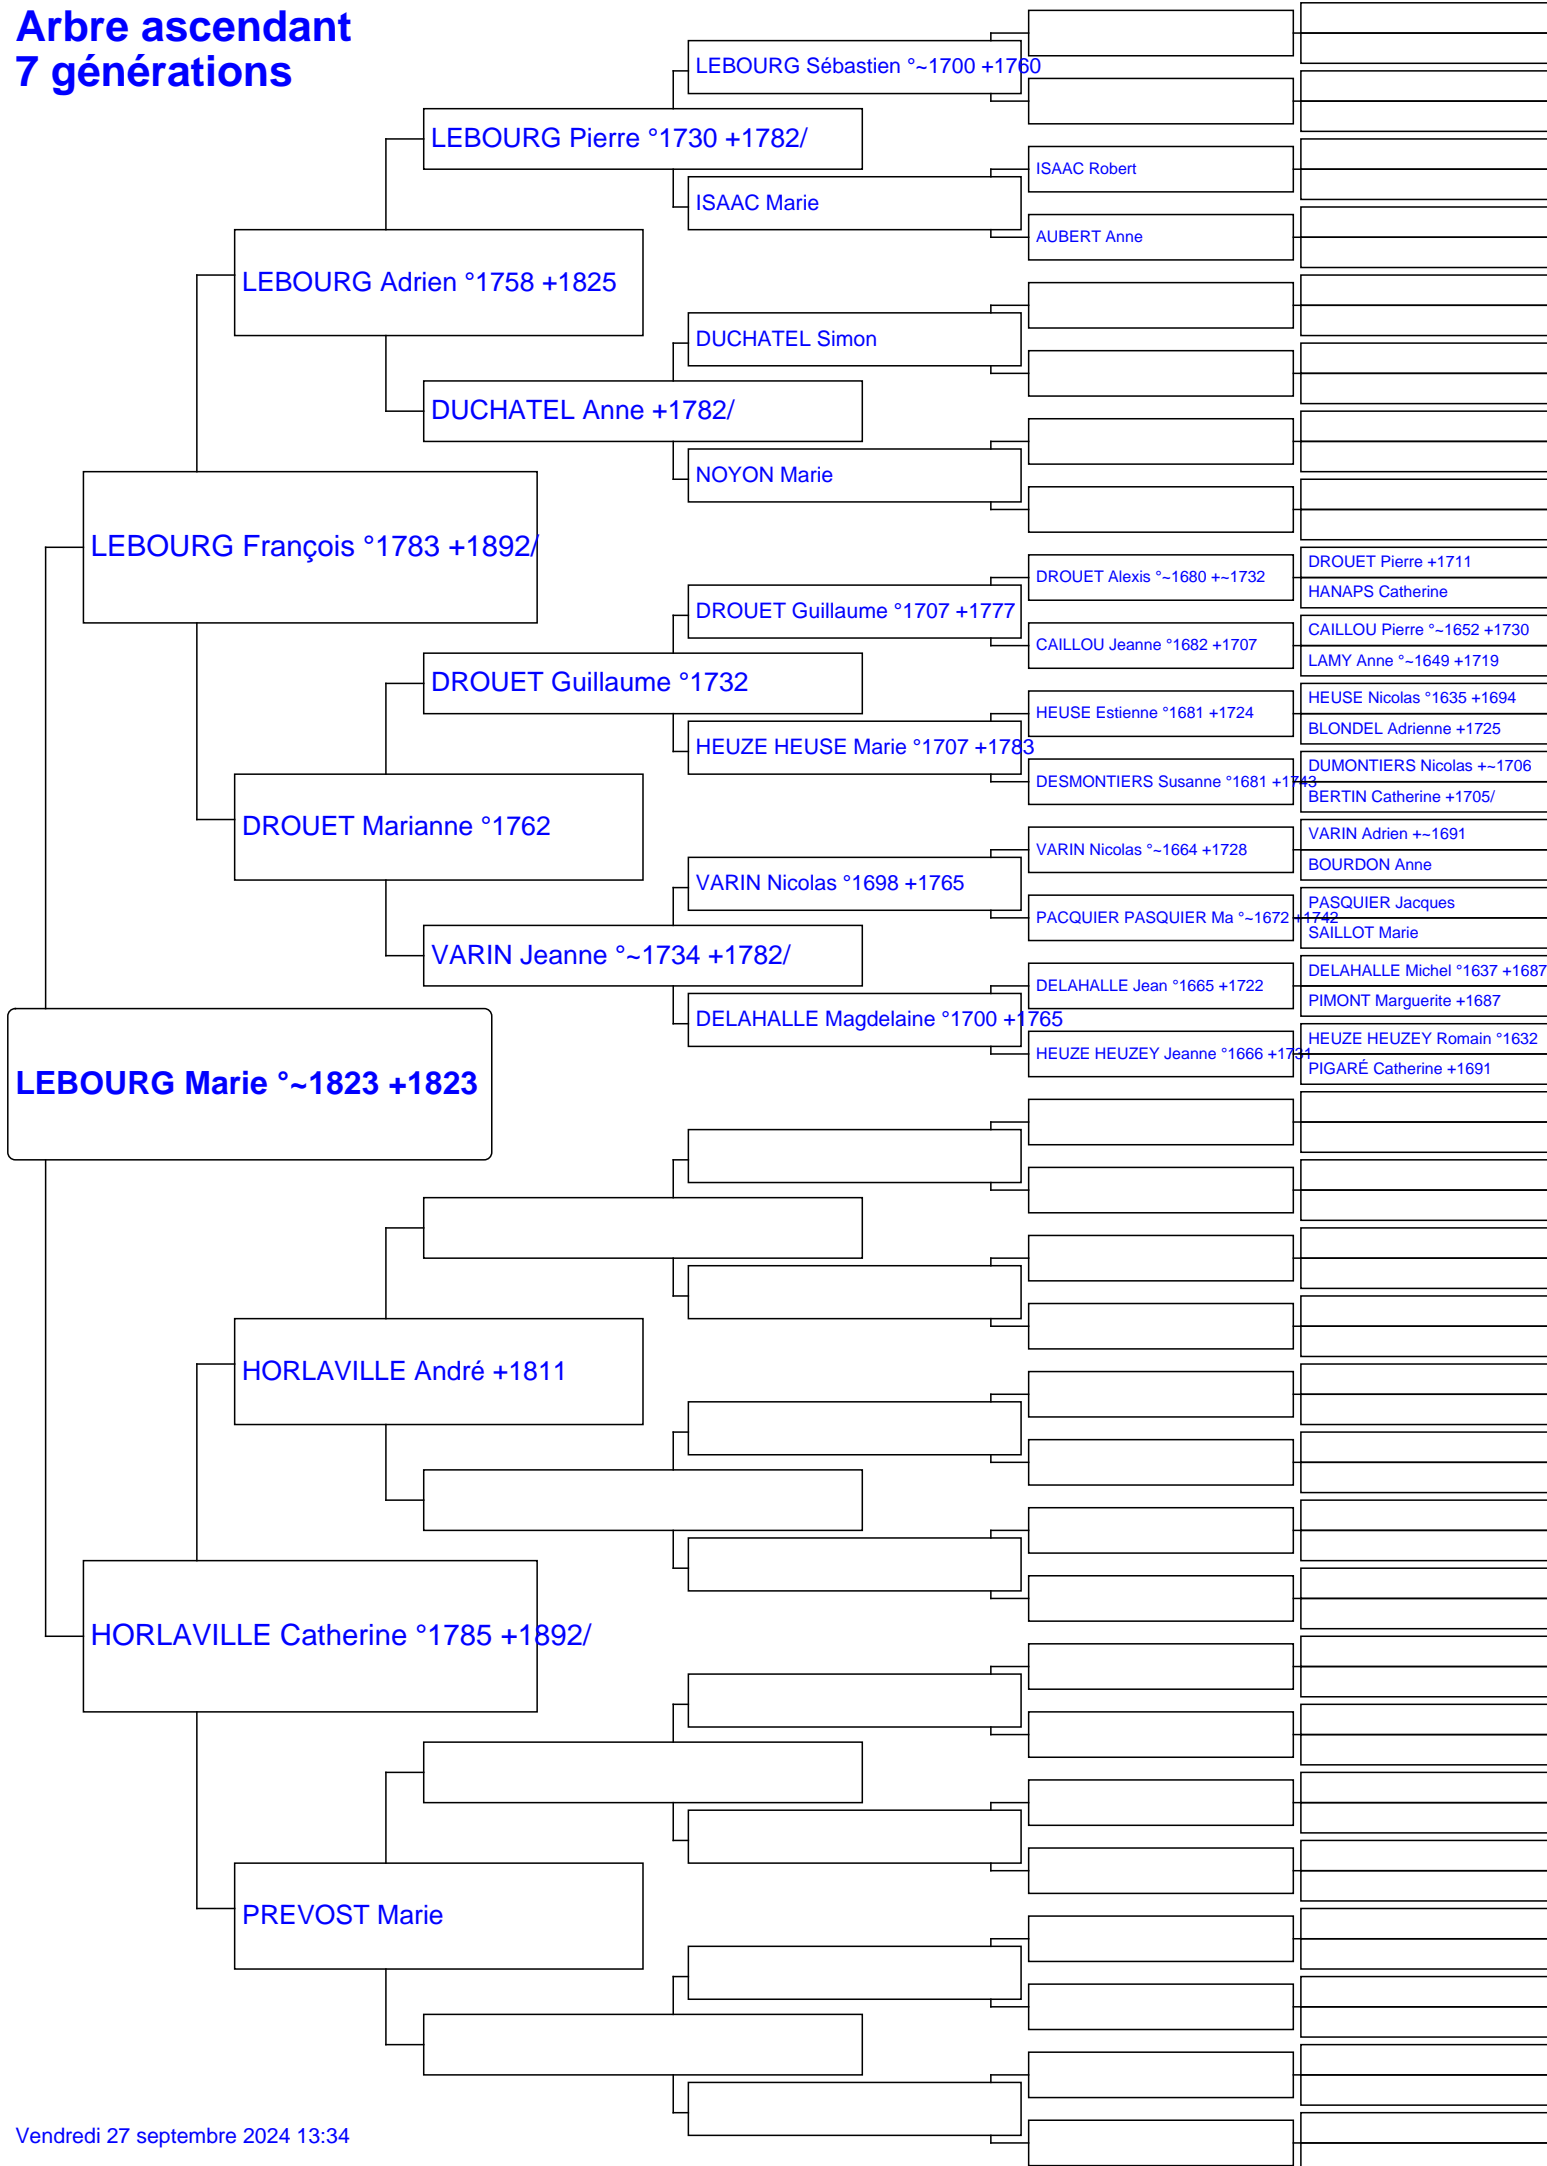 Arbre ascendant
7 générations
LEBOURG Sébastien °~1700 +1760
LEBOURG Pierre °1730 +1782/
ISAAC Robert
ISAAC Marie
AUBERT Anne
LEBOURG Adrien °1758 +1825
DUCHATEL Simon
DUCHATEL Anne +1782/
NOYON Marie
LEBOURG François °1783 +1892/
DROUET Pierre +1711
DROUET Alexis °~1680 +~1732
HANAPS Catherine
DROUET Guillaume °1707 +1777
CAILLOU Pierre °~1652 +1730
CAILLOU Jeanne °1682 +1707
LAMY Anne °~1649 +1719
DROUET Guillaume °1732
HEUSE Nicolas °1635 +1694
HEUSE Estienne °1681 +1724
BLONDEL Adrienne +1725
HEUZE HEUSE Marie °1707 +1783
DUMONTIERS Nicolas +~1706
DESMONTIERS Susanne °1681 +1743
BERTIN Catherine +1705/
DROUET Marianne °1762
VARIN Adrien +~1691
VARIN Nicolas °~1664 +1728
BOURDON Anne
VARIN Nicolas °1698 +1765
PASQUIER Jacques
PACQUIER PASQUIER Ma °~1672 +1742
SAILLOT Marie
VARIN Jeanne °~1734 +1782/
DELAHALLE Michel °1637 +1687
DELAHALLE Jean °1665 +1722
PIMONT Marguerite +1687
DELAHALLE Magdelaine °1700 +1765
HEUZE HEUZEY Romain °1632
HEUZE HEUZEY Jeanne °1666 +1731
PIGARÉ Catherine +1691
LEBOURG Marie °~1823 +1823
HORLAVILLE André +1811
HORLAVILLE Catherine °1785 +1892/
PREVOST Marie
Vendredi 27 septembre 2024 13:34